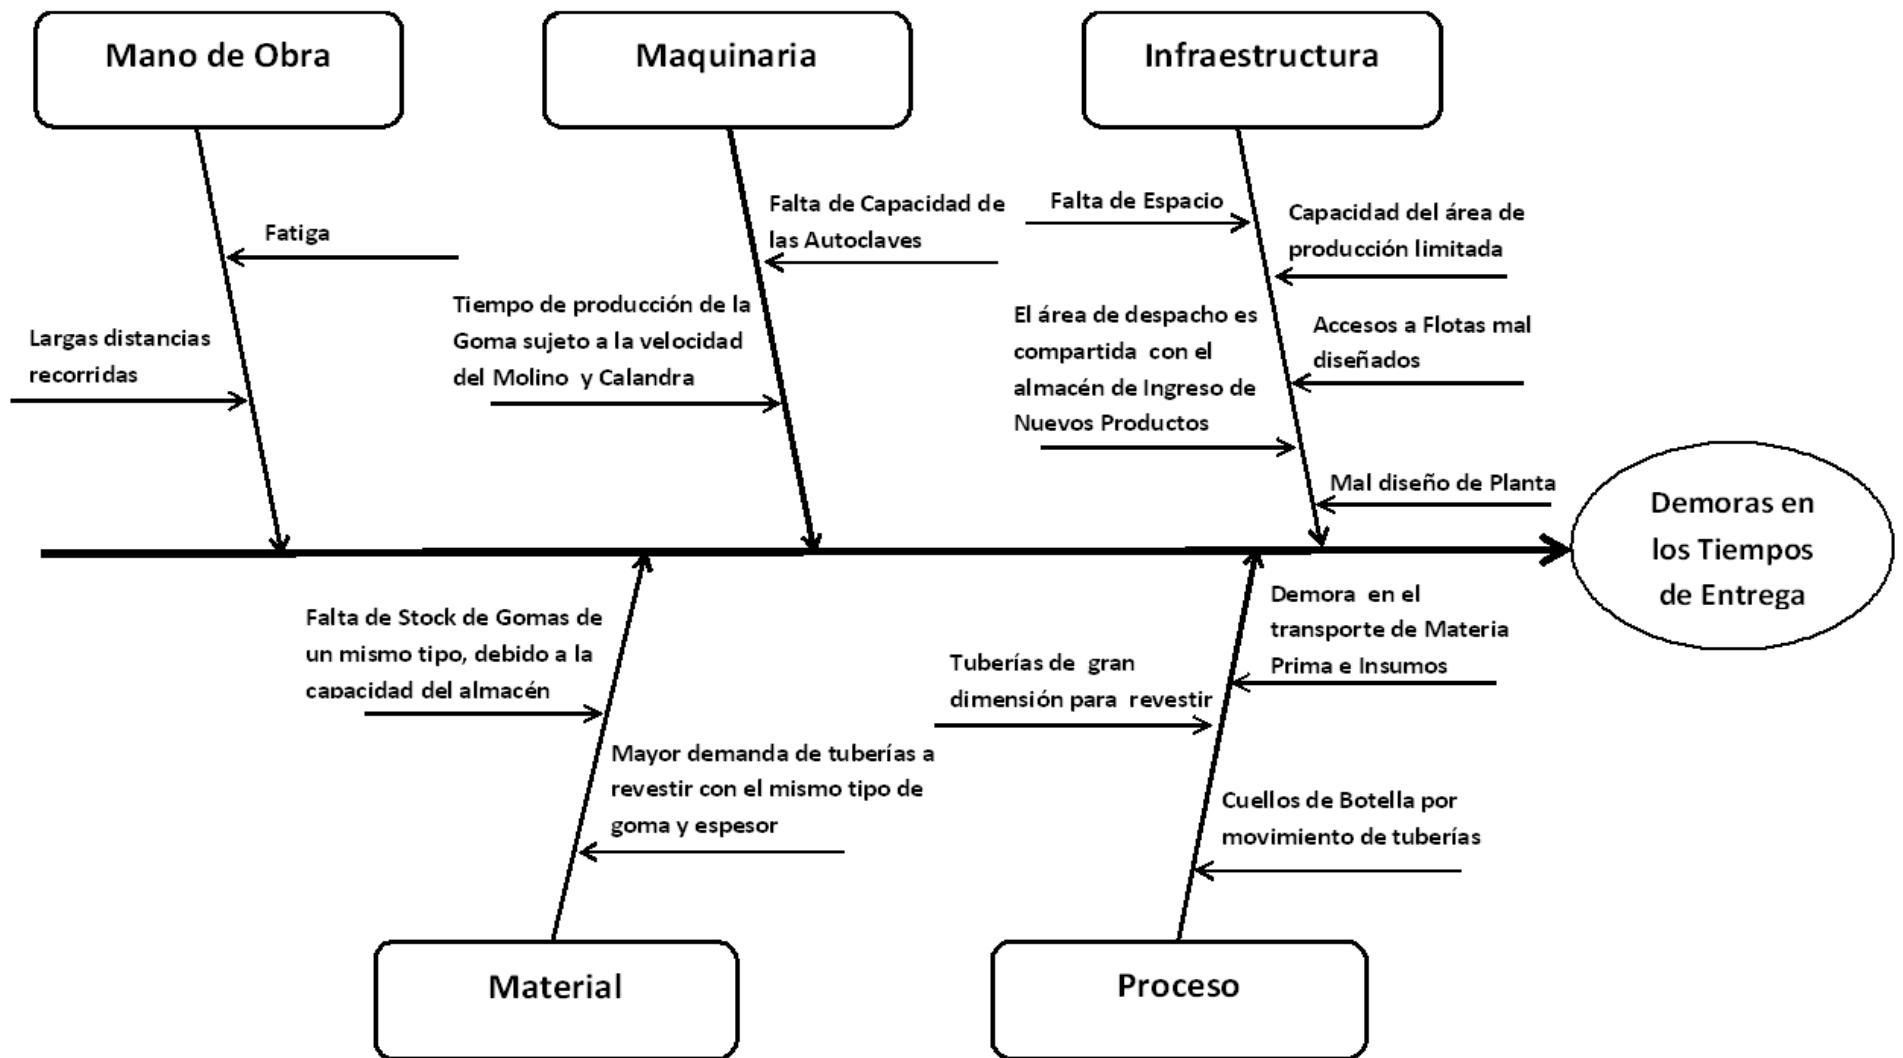 Mano de Obra
Maquinaria
Infraestructura
Fatiga
Largas distancias
recorridas
Falta de Capacidad de
las Autoclaves
Tiempo de producción de la
Goma sujeto a la velocidad
del Molino y Calandra
Falta de Espacio
Capacidad del área de
producción limitada
El área de despacho es
compartida con el
almacén de Ingreso de
Nuevos Productos
Accesos a Flotas mal
diseñados
Mal diseño de Planta
Demoras en
los Tiempos
de Entrega
Falta de Stock de Gomas de
un mismo tipo, debido a la
capacidad del almacén
Mayor demanda de tuberías a
revestir con el mismo tipo de
goma y espesor
Demora en el
transporte de Materia
Prima e Insumos
Tuberías de gran
dimensión para revestir
Cuellos de Botella por
movimiento de tuberías
Material
Proceso